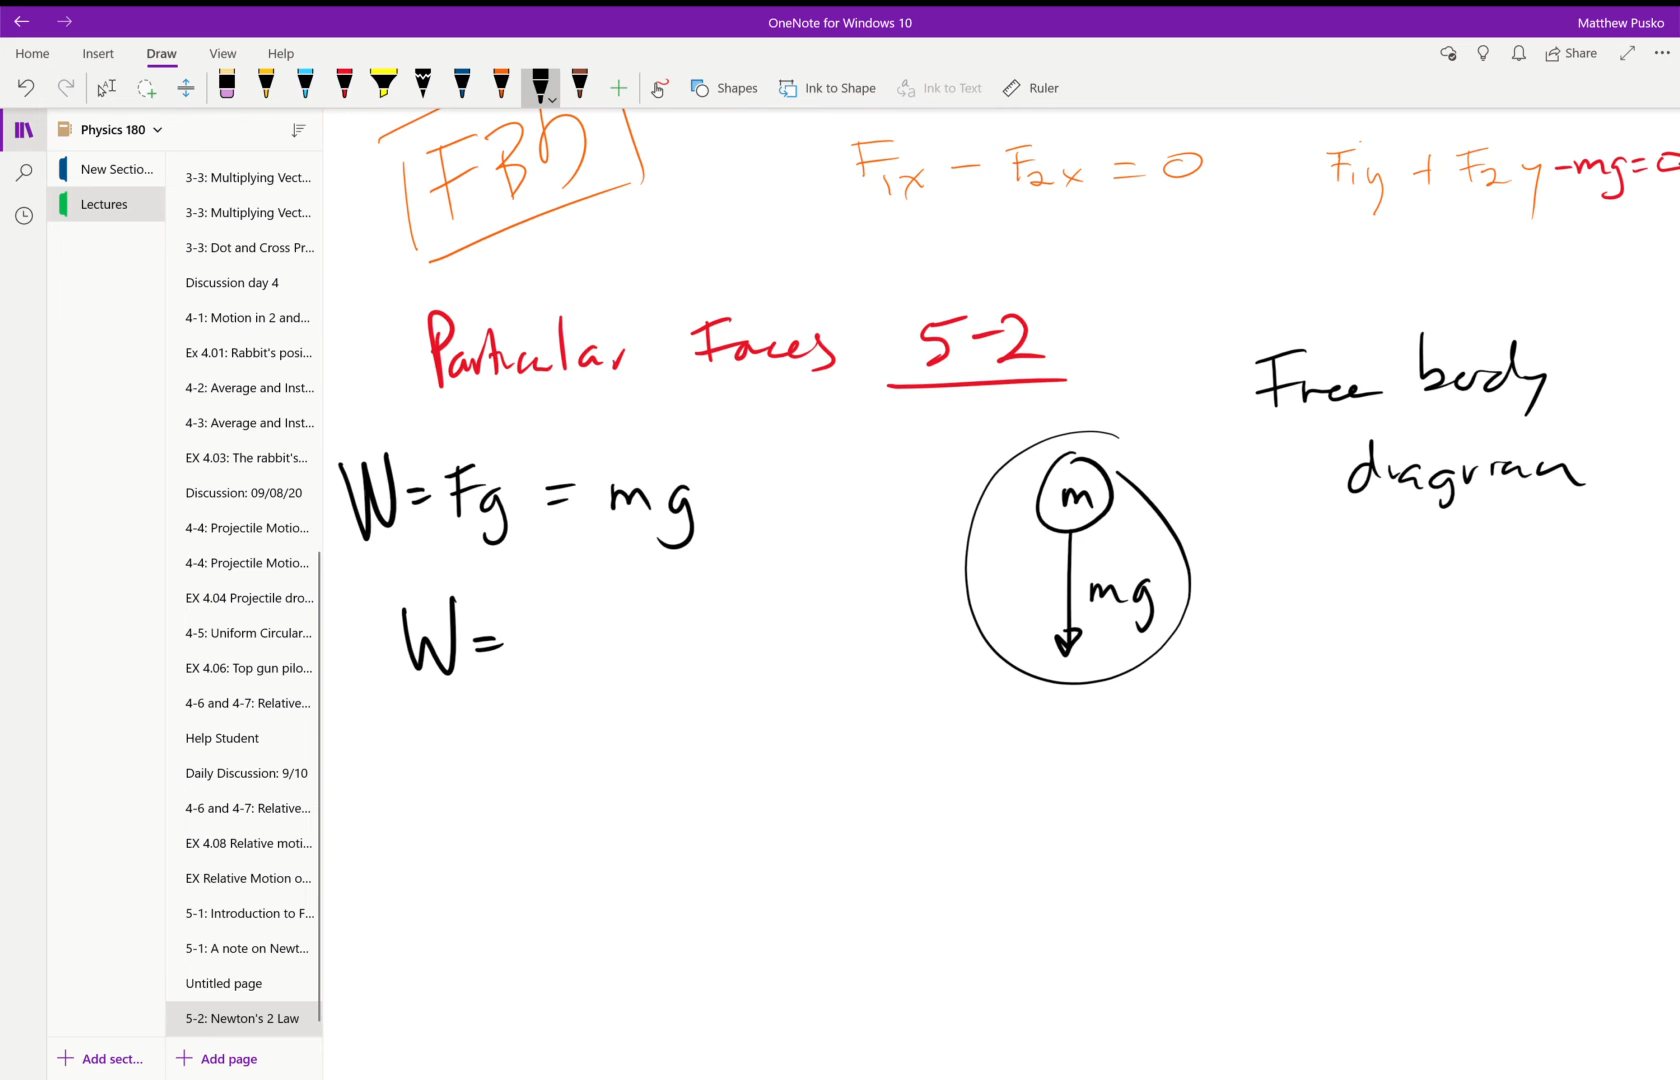 OneNote for Windows 10
Matthew Pusko
Home Insert Draw View Help
Share
Shapes Ink to Shape Ink to Text Ruler
Physics 180
New Sectio...
Lectures
3-3: Multiplying Vect...
3-3: Multiplying Vect...
3-3: Dot and Cross Pr...
Discussion day 4
4-1: Motion in 2 and...
Ex 4.01: Rabbit's posi...
4-2: Average and Inst...
4-3: Average and Inst...
EX 4.03: The rabbit's...
Discussion: 09/08/20
4-4: Projectile Motio...
4-4: Projectile Motio...
EX 4.04 Projectile dro...
4-5: Uniform Circular...
EX 4.06: Top gun pilo...
4-6 and 4-7: Relative...
Help Student
Daily Discussion: 9/10
4-6 and 4-7: Relative...
EX 4.08 Relative moti...
EX Relative Motion o...
5-1: Introduction to F...
5-1: A note on Newt...
Untitled page
5-2: Newton's 2 Law
Add sect...
Add page
FBD
F1x - F2x = 0
F1y + F2y -mg=0
Particular Forces 5-2
Free body
diagram
W = Fg = mg
m
mg
W =